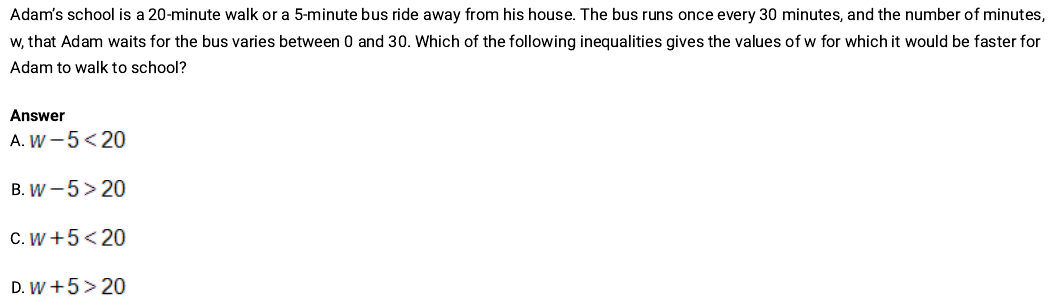 Adam's school is a 20-minute walk or a 5-minute bus ride away from his house. The bus runs once every 30 minutes, and the number of minutes,
w, that Adam waits for the bus varies between 0 and 30. Which of the following inequalities gives the values of w for which it would be faster for
Adam to walk to school?
Answer
A. w − 5 < 20
B. w − 5 > 20
C. w + 5 < 20
D. w + 5 > 20